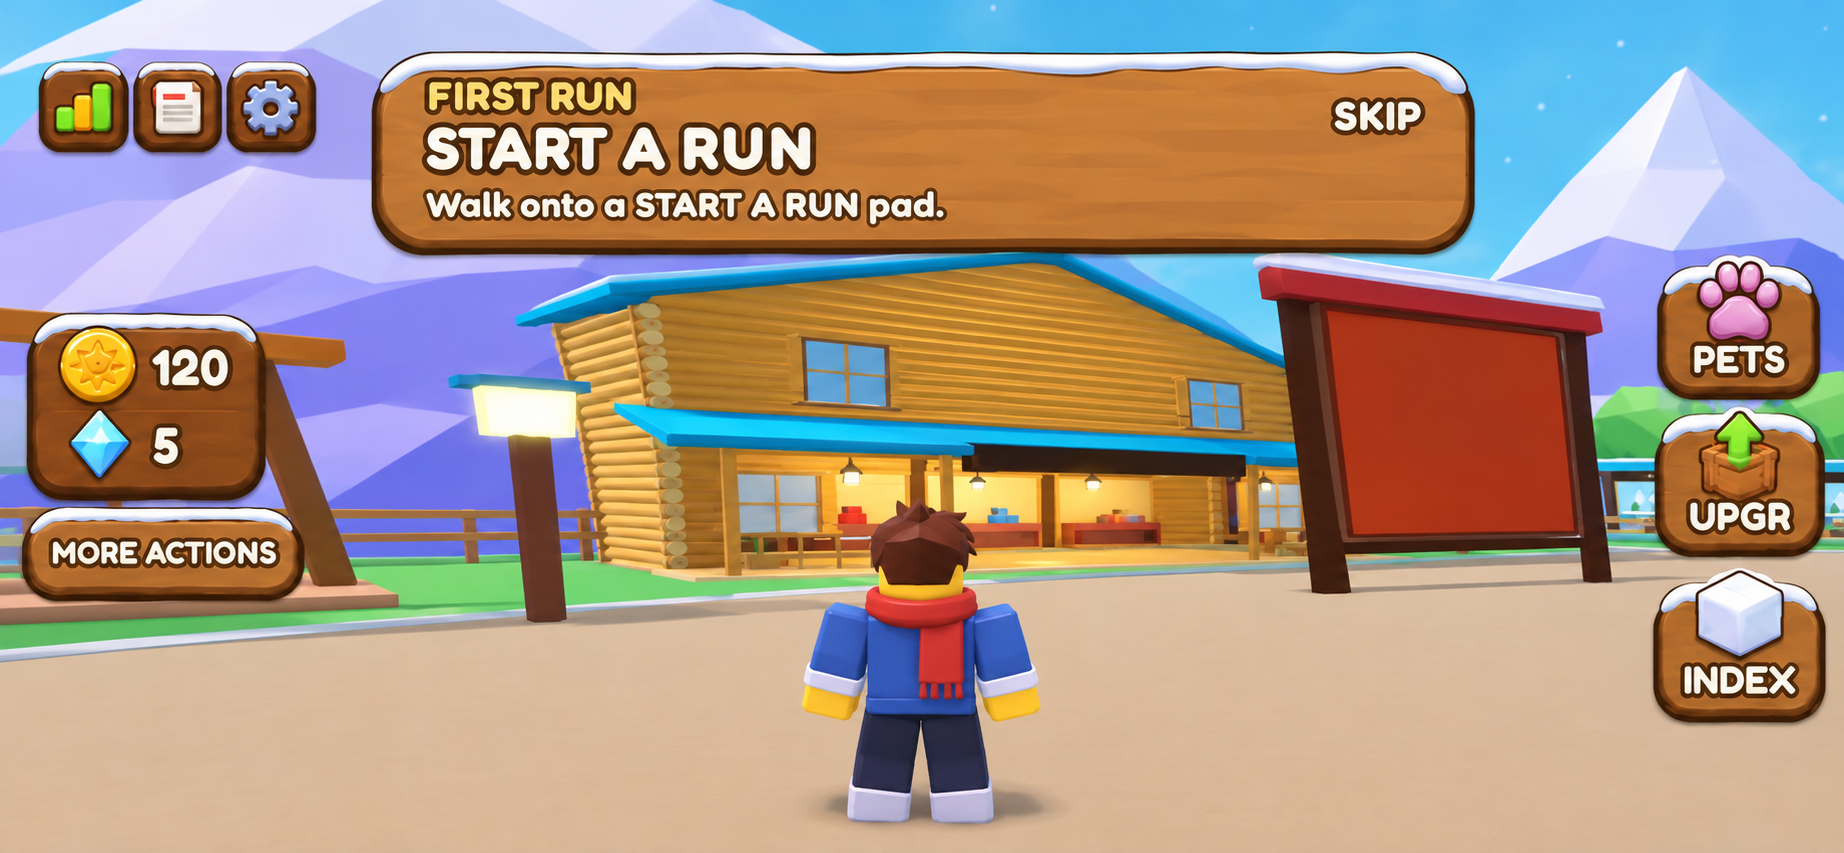 FIRST RUN
START A RUN
Walk onto a START A RUN pad.
SKIP
120
5
MORE ACTIONS
PETS
UPGR
INDEX